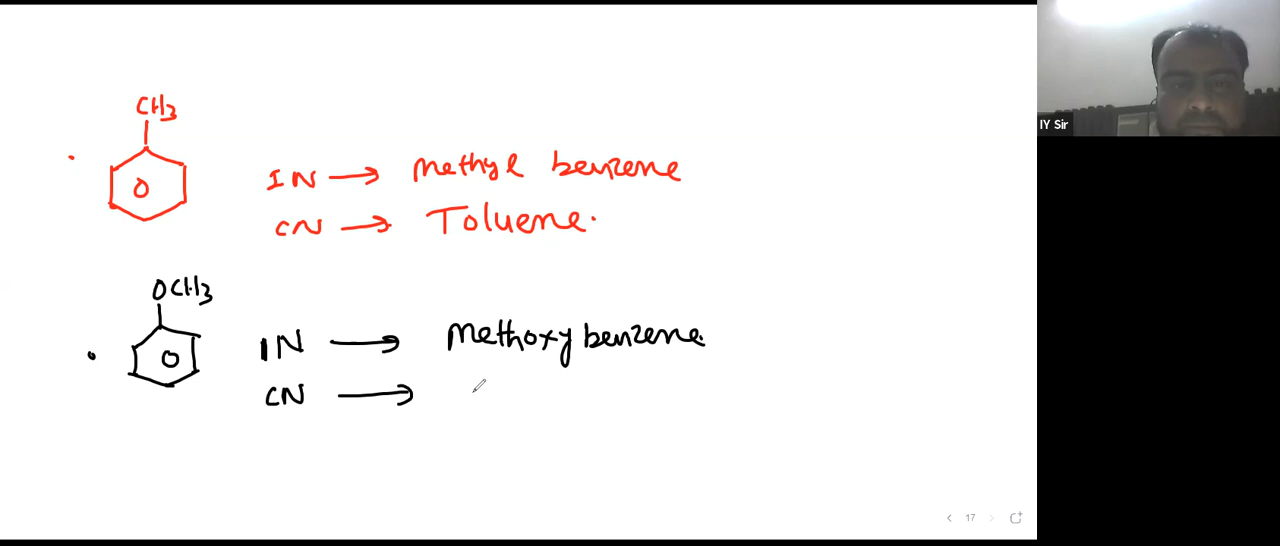 CH3
IN → Methyl benzene
CN → Toluene.
OCH3
IN → Methoxy benzene.
CN →
IY Sir
17